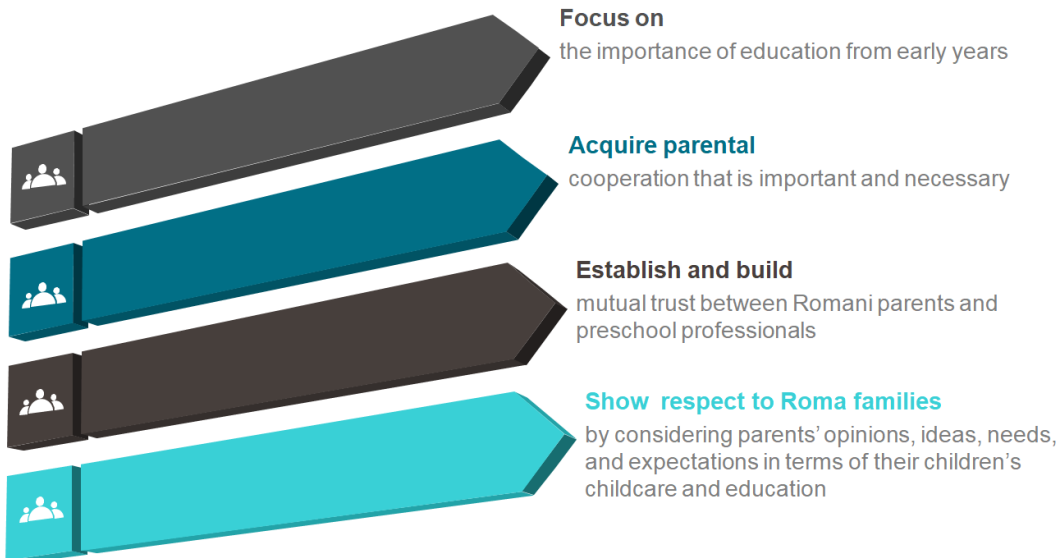 Focus on
the importance of education from early years
Acquire parental
cooperation that is important and necessary
Establish and build
mutual trust between Romani parents and
preschool professionals
Show  respect to Roma families
by considering parents’ opinions, ideas, needs,
and expectations in terms of their children’s
childcare and education